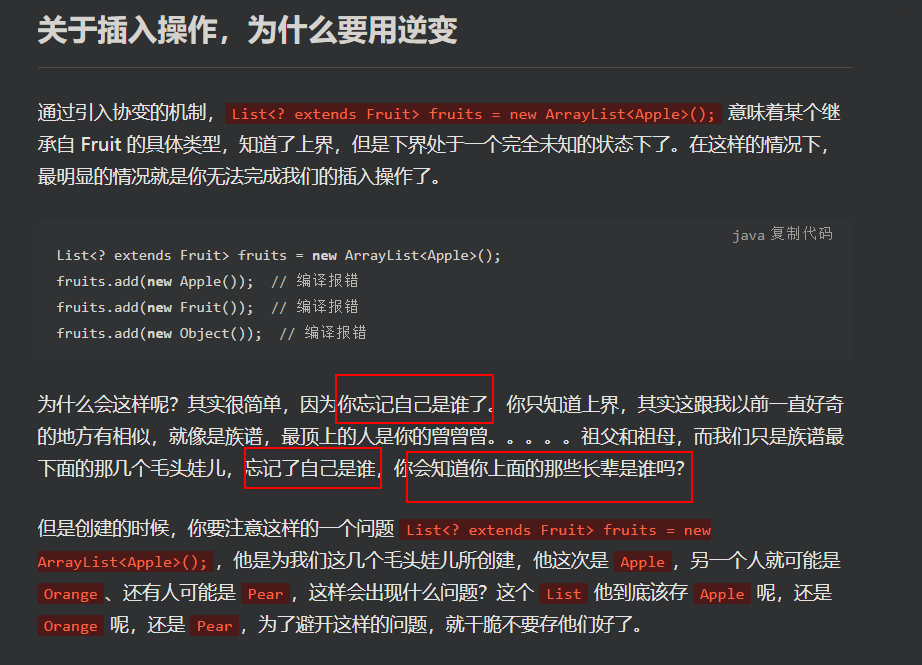 关于插入操作，为什么要用逆变
通过引入协变的机制， List<? extends Fruit> fruits = new ArrayList<Apple>(); 意味着某个继
承自 Fruit 的具体类型，知道了上界，但是下界处于一个完全未知的状态下了。在这样的情况下，
最明显的情况就是你无法完成我们的插入操作了。
java 复制代码
List<? extends Fruit> fruits = new ArrayList<Apple>();
fruits.add(new Apple());  // 编译报错
fruits.add(new Fruit());  // 编译报错
fruits.add(new Object());  // 编译报错
为什么会这样呢？其实很简单，因为你忘记自己是谁了。你只知道上界，其实这跟我以前一直好奇
的地方有相似，就像是族谱，最顶上的人是你的曾曾曾。。。。。祖父和祖母，而我们只是族谱最
下面的那几个毛头娃儿，忘记了自己是谁，你会知道你上面的那些长辈是谁吗？
但是创建的时候，你要注意这样的一个问题 List<? extends Fruit> fruits = new
ArrayList<Apple>(); ，他是为我们这几个毛头娃儿所创建，他这次是 Apple ，另一个人就可能是
Orange 、还有人可能是 Pear ，这样会出现什么问题？这个 List 他到底该存 Apple 呢，还是
Orange 呢，还是 Pear ，为了避开这样的问题，就干脆不要存他们好了。